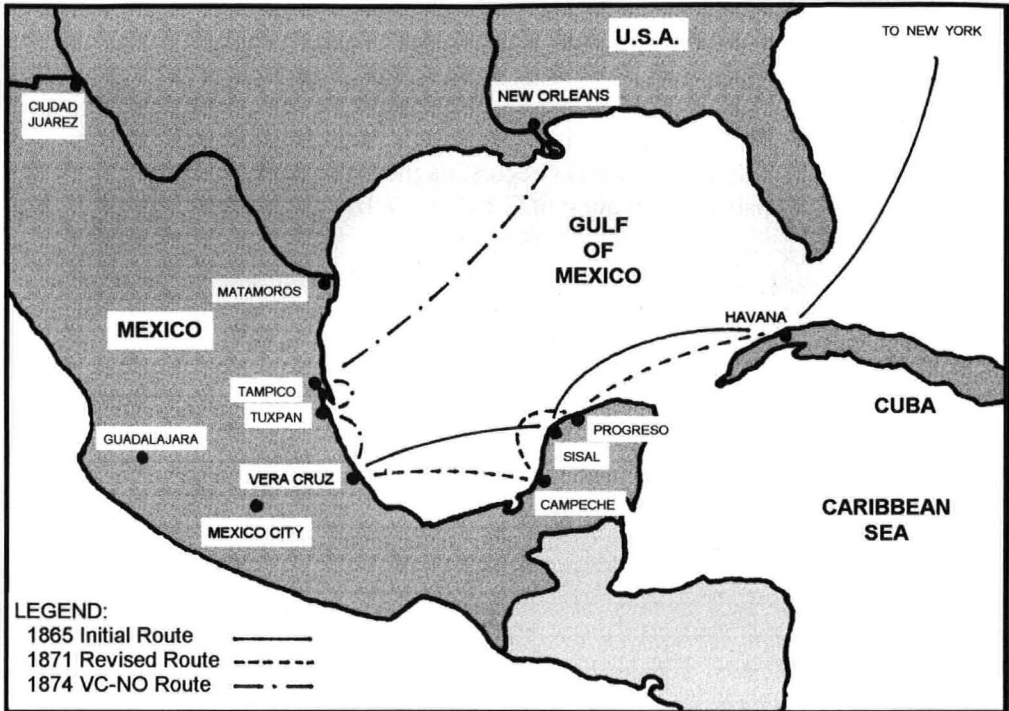 U.S.A.
TO NEW YORK
CIUDAD
JUAREZ
NEW ORLEANS
GULF
OF
MEXICO
MATAMOROS
MEXICO
HAVANA
TAMPICO
TUXPAN
CUBA
GUADALAJARA
PROGRESO
SISAL
VERA CRUZ
CAMPECHE
MEXICO CITY
CARIBBEAN
SEA
LEGEND:
1865 Initial Route
1871 Revised Route
1874 VC-NO Route